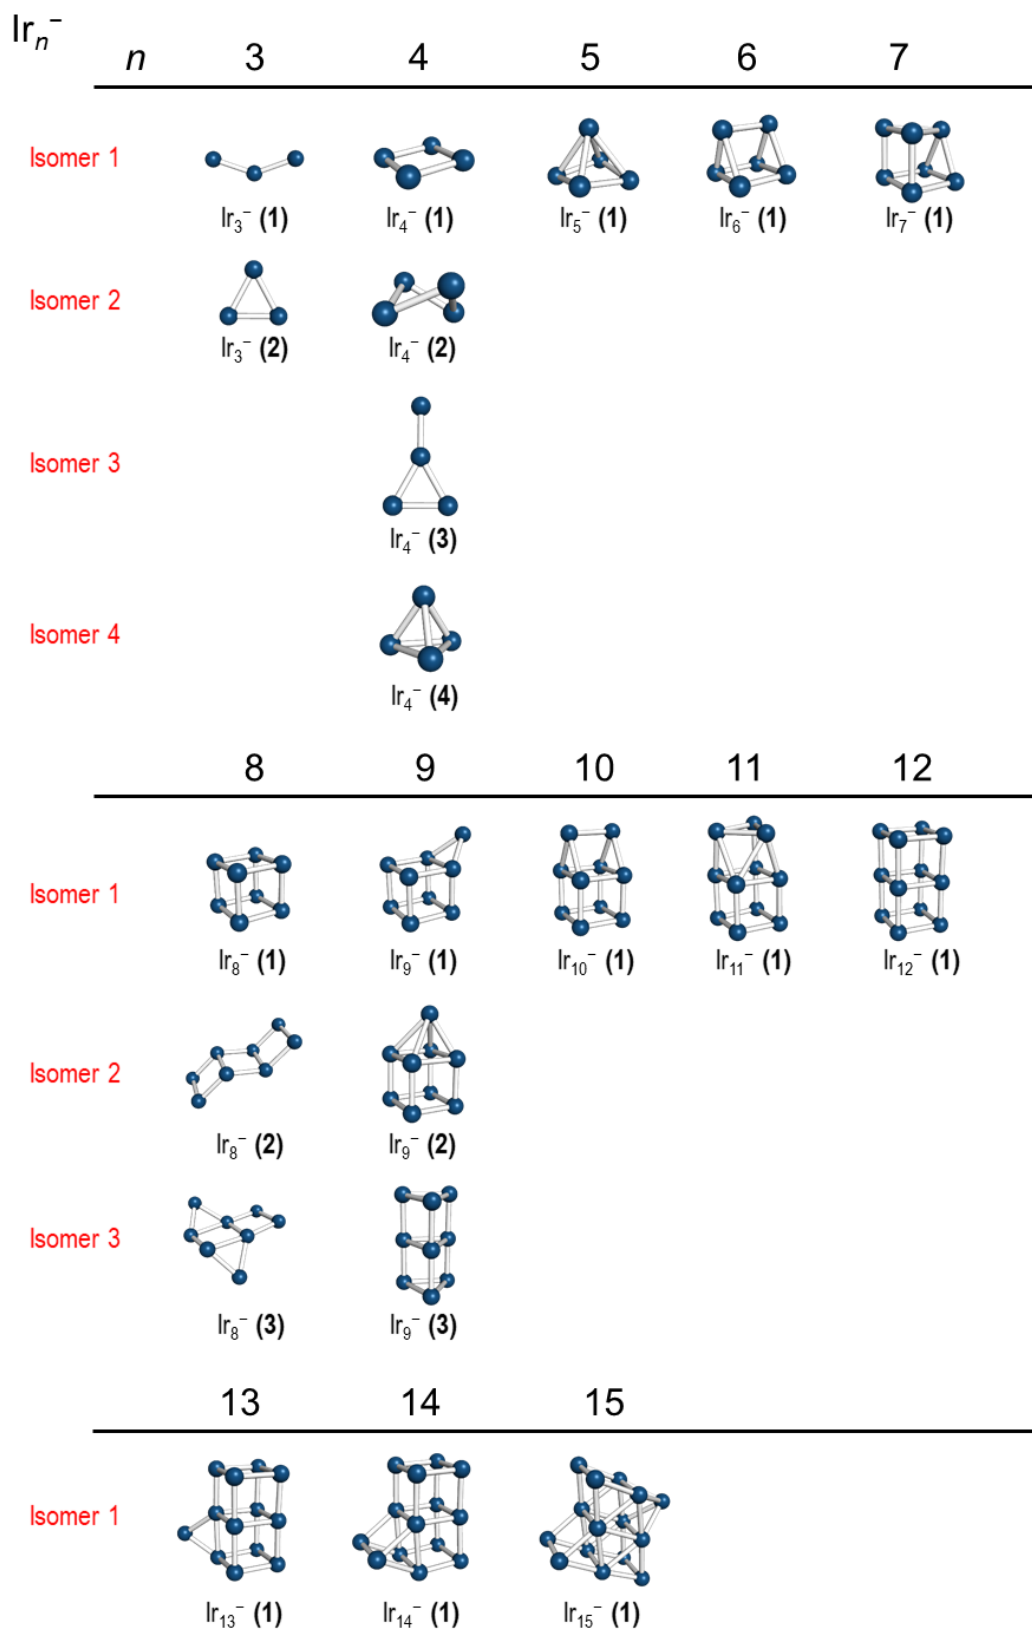 Irₙ⁻
n 3 4 5 6 7
Isomer 1
Ir₃⁻ (1) Ir₄⁻ (1) Ir₅⁻ (1) Ir₆⁻ (1) Ir₇⁻ (1)
Isomer 2
Ir₃⁻ (2) Ir₄⁻ (2)
Isomer 3
Ir₄⁻ (3)
Isomer 4
Ir₄⁻ (4)
8 9 10 11 12
Isomer 1
Ir₈⁻ (1) Ir₉⁻ (1) Ir₁₀⁻ (1) Ir₁₁⁻ (1) Ir₁₂⁻ (1)
Isomer 2
Ir₈⁻ (2) Ir₉⁻ (2)
Isomer 3
Ir₈⁻ (3) Ir₉⁻ (3)
13 14 15
Isomer 1
Ir₁₃⁻ (1) Ir₁₄⁻ (1) Ir₁₅⁻ (1)